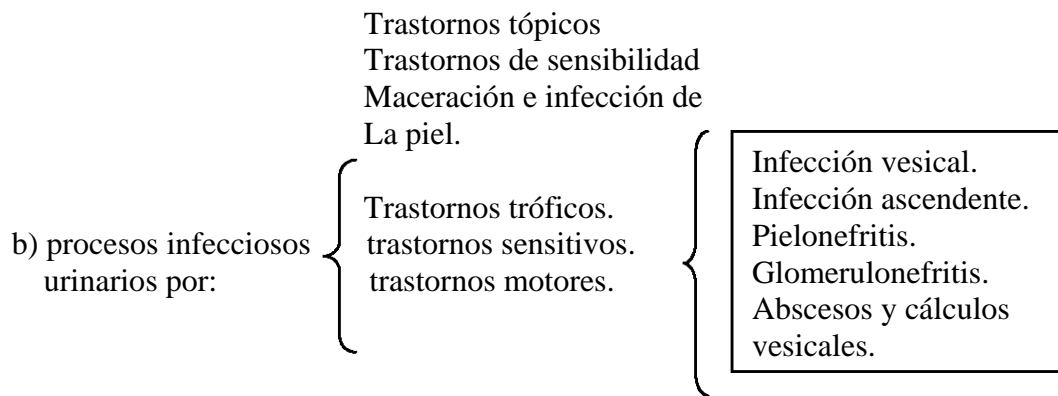 Trastornos tópicos
Trastornos de sensibilidad
Maceración e infección de
La piel.
b) procesos infecciosos
urinarios por:
Trastornos tróficos.
trastornos sensitivos.
trastornos motores.
Infección vesical.
Infección ascendente.
Pielonefritis.
Glomerulonefritis.
Abscesos y cálculos
vesicales.